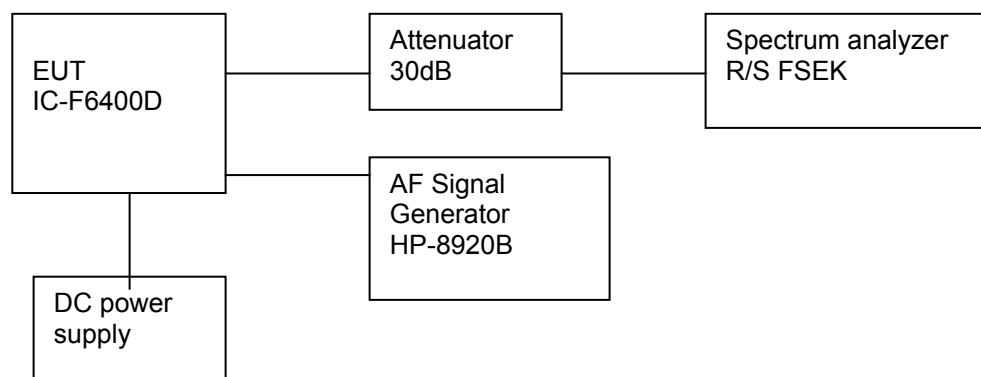 EUT
IC-F6400D
Attenuator
30dB
Spectrum analyzer
R/S FSEK
AF Signal
Generator
HP-8920B
DC power
supply